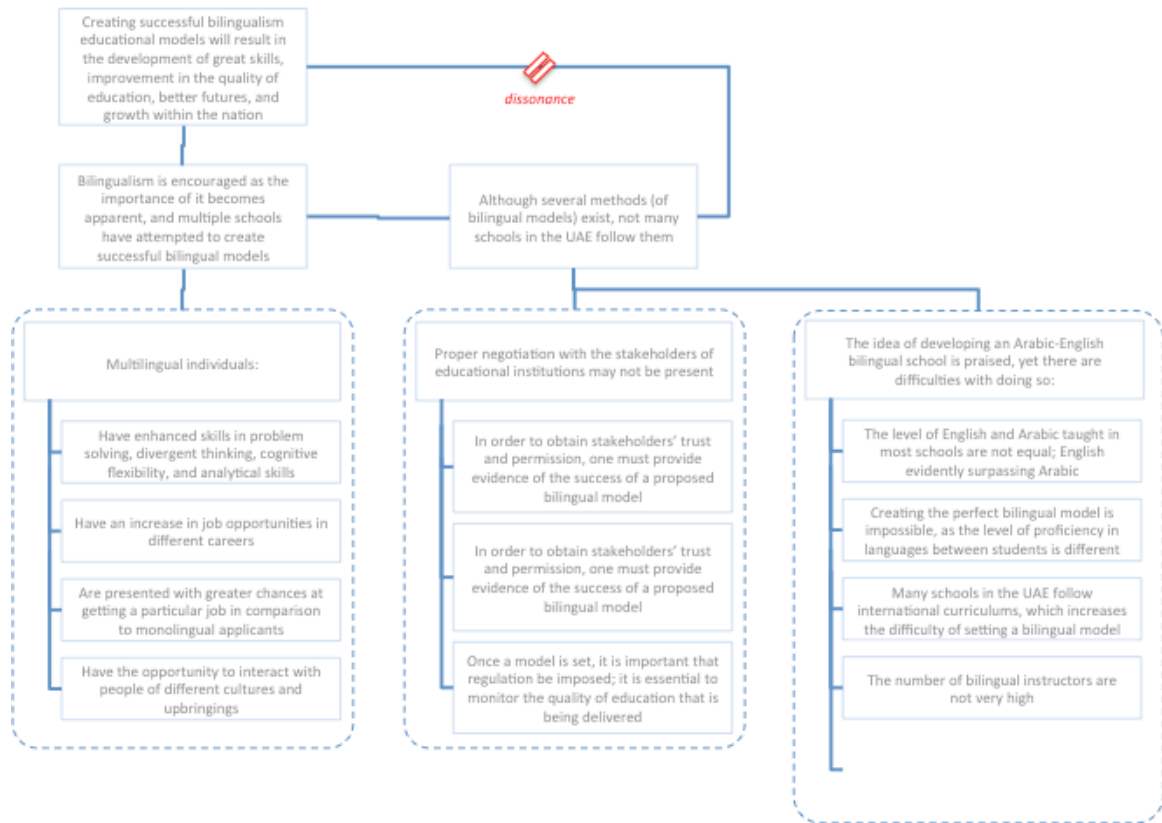 Creating successful bilingualism
educational models will result in
the development of great skills,
improvement in the quality of
education, better futures, and
growth within the nation
dissonance
Bilingualism is encouraged as the
importance of it becomes
apparent, and multiple schools
have attempted to create
successful bilingual models
Although several methods (of
bilingual models) exist, not many
schools in the UAE follow them
Multilingual individuals:
Have enhanced skills in problem
solving, divergent thinking, cognitive
flexibility, and analytical skills
Have an increase in job opportunities in
different careers
Are presented with greater chances at
getting a particular job in comparison
to monolingual applicants
Have the opportunity to interact with
people of different cultures and
upbringings
Proper negotiation with the stakeholders of
educational institutions may not be present
In order to obtain stakeholders' trust
and permission, one must provide
evidence of the success of a proposed
bilingual model
In order to obtain stakeholders' trust
and permission, one must provide
evidence of the success of a proposed
bilingual model
Once a model is set, it is important that
regulation be imposed; it is essential to
monitor the quality of education that is
being delivered
The idea of developing an Arabic-English
bilingual school is praised, yet there are
difficulties with doing so:
The level of English and Arabic taught in
most schools are not equal; English
evidently surpassing Arabic
Creating the perfect bilingual model is
impossible, as the level of proficiency in
languages between students is different
Many schools in the UAE follow
international curriculums, which increases
the difficulty of setting a bilingual model
The number of bilingual instructors are
not very high